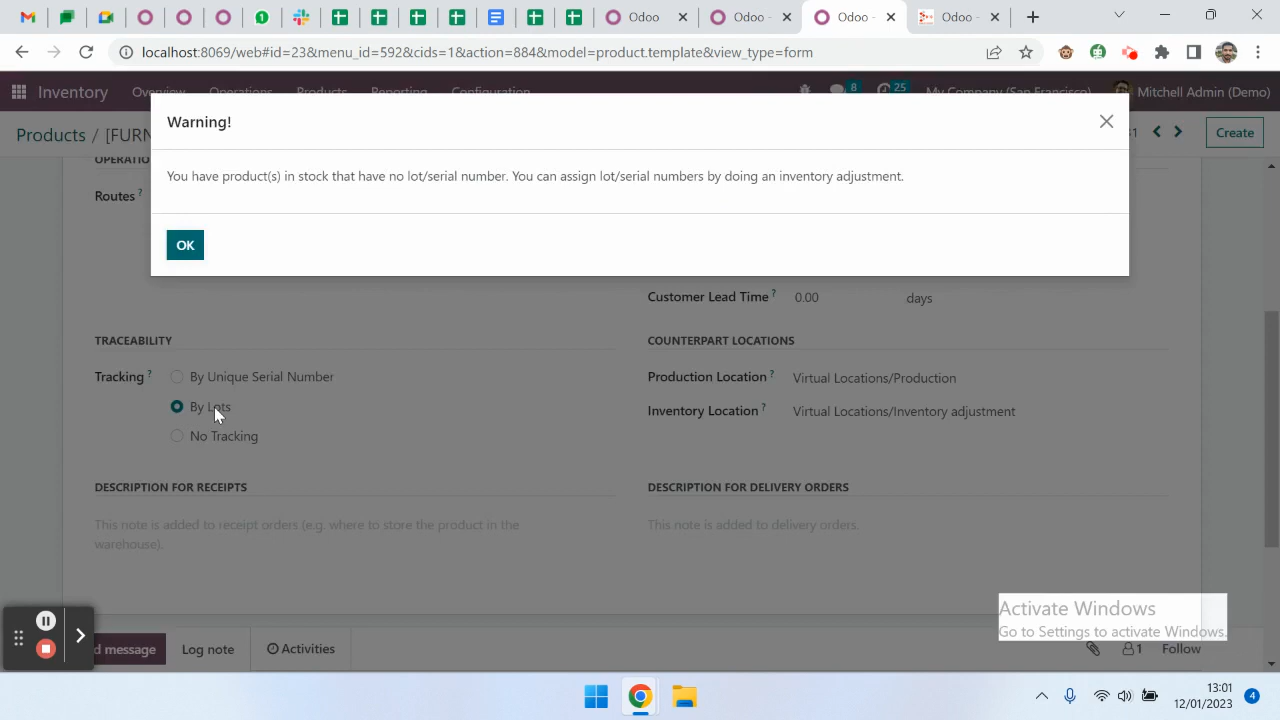 Odoo
Odoo -
Odoo -
Odoo -
localhost:8069/web#id=23&menu_id=592&cids=1&action=884&model=product.template&view_type=form
Inventory Overview Operations Products Reporting Configuration 8 25 My Company (San Francisco) Mitchell Admin (Demo)
Warning!
Products / [FURN 1 Create
OPERATIO
You have product(s) in stock that have no lot/serial number. You can assign lot/serial numbers by doing an inventory adjustment.
Routes ?
OK
Customer Lead Time ? 0.00 days
TRACEABILITY COUNTERPART LOCATIONS
Tracking ? By Unique Serial Number Production Location ? Virtual Locations/Production
By Lots Inventory Location ? Virtual Locations/Inventory adjustment
No Tracking
DESCRIPTION FOR RECEIPTS DESCRIPTION FOR DELIVERY ORDERS
This note is added to receipt orders (e.g. where to store the product in the This note is added to delivery orders.
warehouse).
Activate Windows
Go to Settings to activate Windows.
d message Log note Activities 1 Follow
13:01
12/01/2023 4